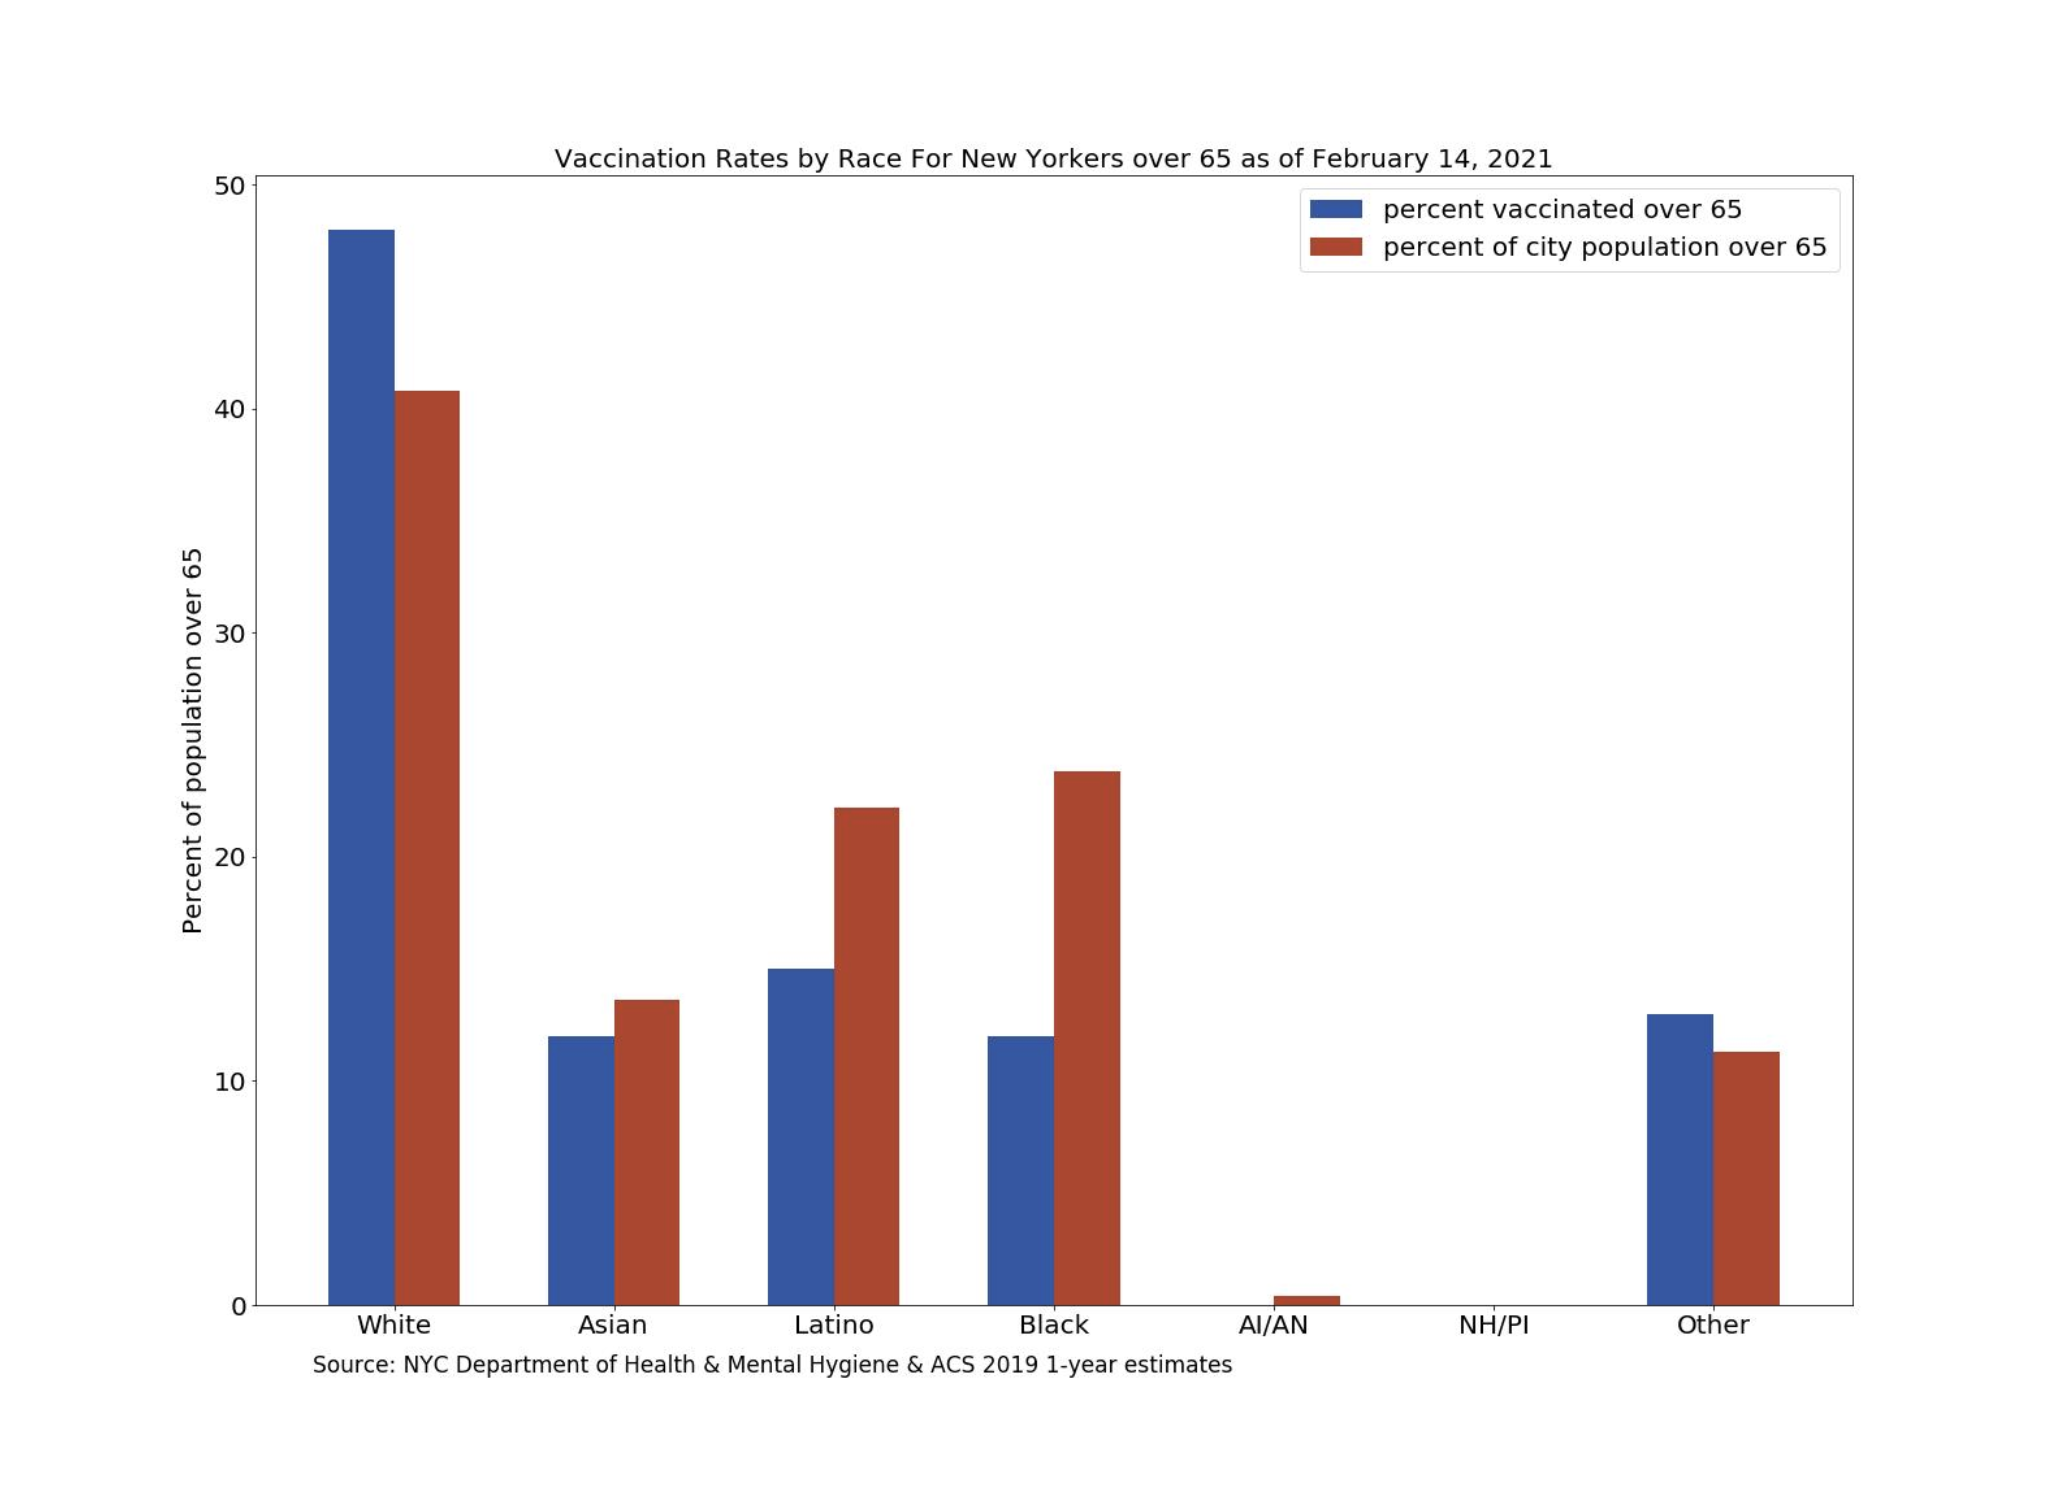 Vaccination Rates by Race For New Yorkers over 65 as of February 14, 2021
percent vaccinated over 65
percent of city population over 65
Percent of population over 65
50
40
30
20
10
0
White Asian Latino Black AI/AN NH/PI Other
Source: NYC Department of Health & Mental Hygiene & ACS 2019 1-year estimates